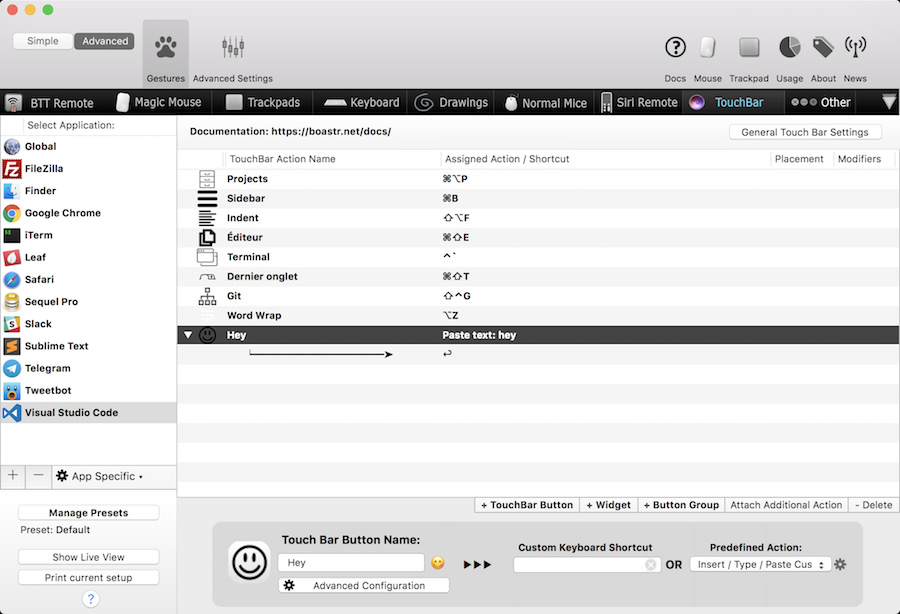 Simple
Advanced
Gestures
Advanced Settings
Docs
Mouse
Trackpad
Usage
About
News
BTT Remote
Magic Mouse
Trackpads
Keyboard
Drawings
Normal Mice
Siri Remote
TouchBar
Other
Select Application:
Global
FileZilla
Finder
Google Chrome
iTerm
Leaf
Safari
Sequel Pro
Slack
Sublime Text
Telegram
Tweetbot
Visual Studio Code
+
−
App Specific
Manage Presets
Preset: Default
Show Live View
Print current setup
?
Documentation: https://boastr.net/docs/
General Touch Bar Settings
TouchBar Action Name Assigned Action / Shortcut Placement Modifiers
Projects ⌘⌥P
Sidebar ⌘B
Indent ⇧⌥F
Éditeur ⌘⇧E
Terminal ^`
Dernier onglet ⌘⇧T
Git ⇧^G
Word Wrap ⌥Z
Hey Paste text: hey
↩
+ TouchBar Button
+ Widget
+ Button Group
Attach Additional Action
- Delete
Touch Bar Button Name:
Hey
Advanced Configuration
Custom Keyboard Shortcut
OR
Predefined Action:
Insert / Type / Paste Cus